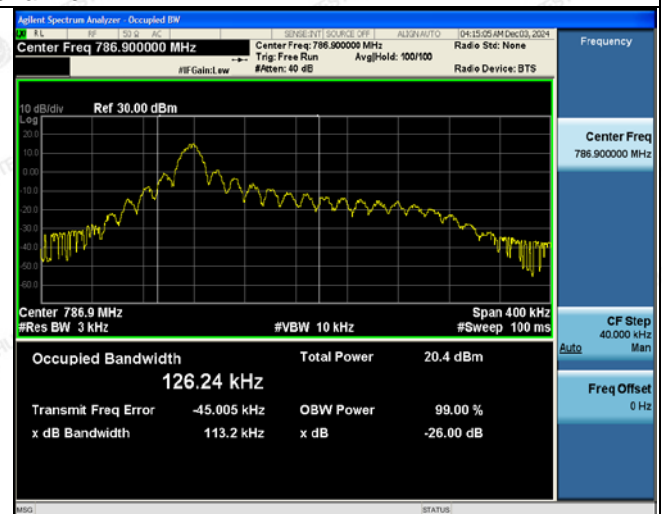 Agilent Spectrum Analyzer - Occupied BW
RL RF 50 Ω AC SENSE:INT SOURCE OFF ALIGN AUTO 04:15:05 AM Dec 03, 2024
Center Freq 786.900000 MHz Center Freq: 786.900000 MHz Radio Std: None Frequency
Trig: Free Run Avg|Hold: 100/100
#IFGain:Low #Atten: 40 dB Radio Device: BTS
10 dB/div Ref 30.00 dBm
Log
20.0
10.0
0.00
-10.0
-20.0
-30.0
-40.0
-50.0
-60.0
Center Freq
786.900000 MHz
Center 786.9 MHz Span 400 kHz
#Res BW 3 kHz #VBW 10 kHz #Sweep 100 ms
CF Step
40.000 kHz
Auto Man
Occupied Bandwidth Total Power 20.4 dBm
126.24 kHz
Transmit Freq Error -45.005 kHz OBW Power 99.00 %
x dB Bandwidth 113.2 kHz x dB -26.00 dB
Freq Offset
0 Hz
MSG STATUS